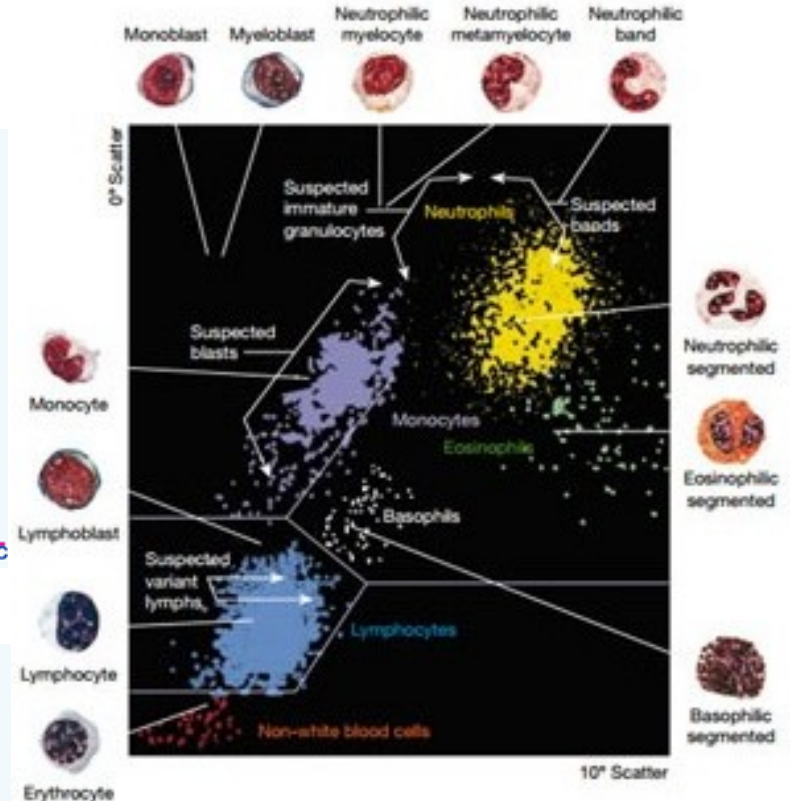 Neutrophilic
myelocyte
Neutrophilic
metamyelocyte
Neutrophilic
band
Monoblast
Myeloblast
0° Scatter
Suspected
immature
granulocytes
Neutrophils
Suspected
bands
Neutrophilic
segmented
Suspected
blasts
Monocyte
Monocytes
Eosinophils
Eosinophilic
segmented
Lymphoblast
Basophils
Suspected
variant
lymphs
Lymphocytes
Lymphocyte
Basophilic
segmented
Non-white blood cells
Erythrocyte
10° Scatter